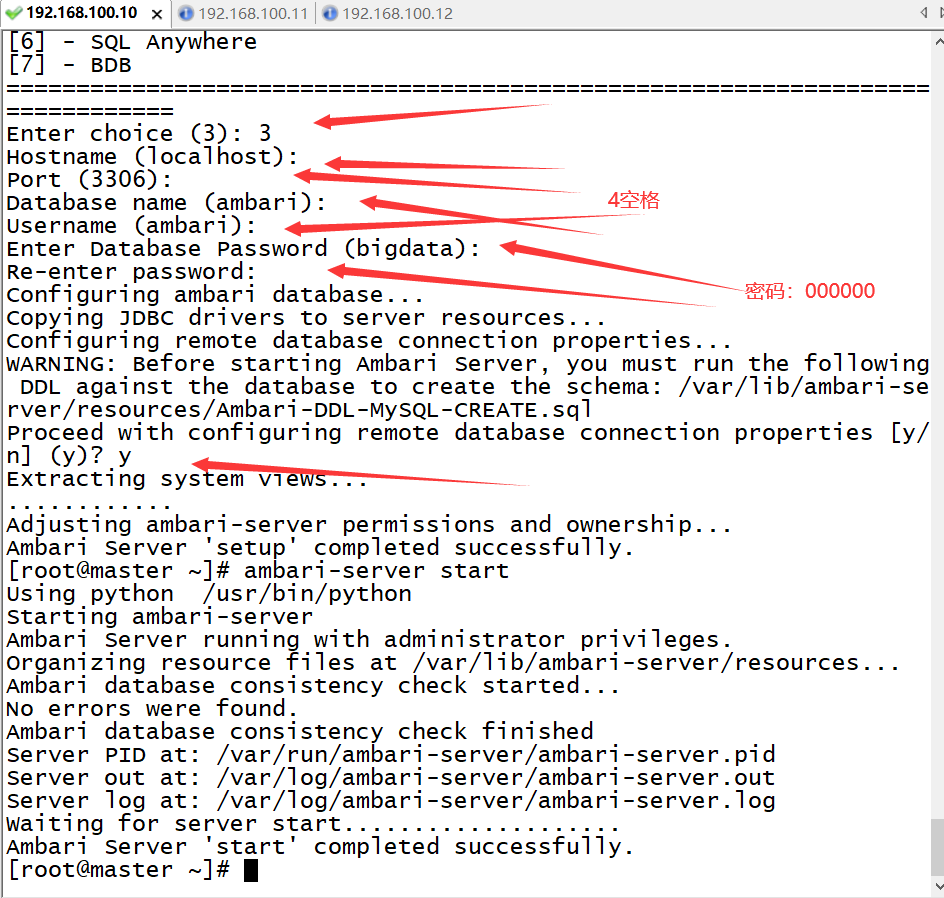 192.168.100.10 192.168.100.11 192.168.100.12
[6] - SQL Anywhere
[7] - BDB
==================================================================
============
Enter choice (3): 3
Hostname (localhost):
Port (3306):
4空格
Database name (ambari):
Username (ambari):
Enter Database Password (bigdata):
Re-enter password:
密码：000000
Configuring ambari database...
Copying JDBC drivers to server resources...
Configuring remote database connection properties...
WARNING: Before starting Ambari Server, you must run the following
DDL against the database to create the schema: /var/lib/ambari-se
rver/resources/Ambari-DDL-MySQL-CREATE.sql
Proceed with configuring remote database connection properties [y/
n] (y)? y
Extracting system views...
............
Adjusting ambari-server permissions and ownership...
Ambari Server 'setup' completed successfully.
[root@master ~]# ambari-server start
Using python  /usr/bin/python
Starting ambari-server
Ambari Server running with administrator privileges.
Organizing resource files at /var/lib/ambari-server/resources...
Ambari database consistency check started...
No errors were found.
Ambari database consistency check finished
Server PID at: /var/run/ambari-server/ambari-server.pid
Server out at: /var/log/ambari-server/ambari-server.out
Server log at: /var/log/ambari-server/ambari-server.log
Waiting for server start....................
Ambari Server 'start' completed successfully.
[root@master ~]#